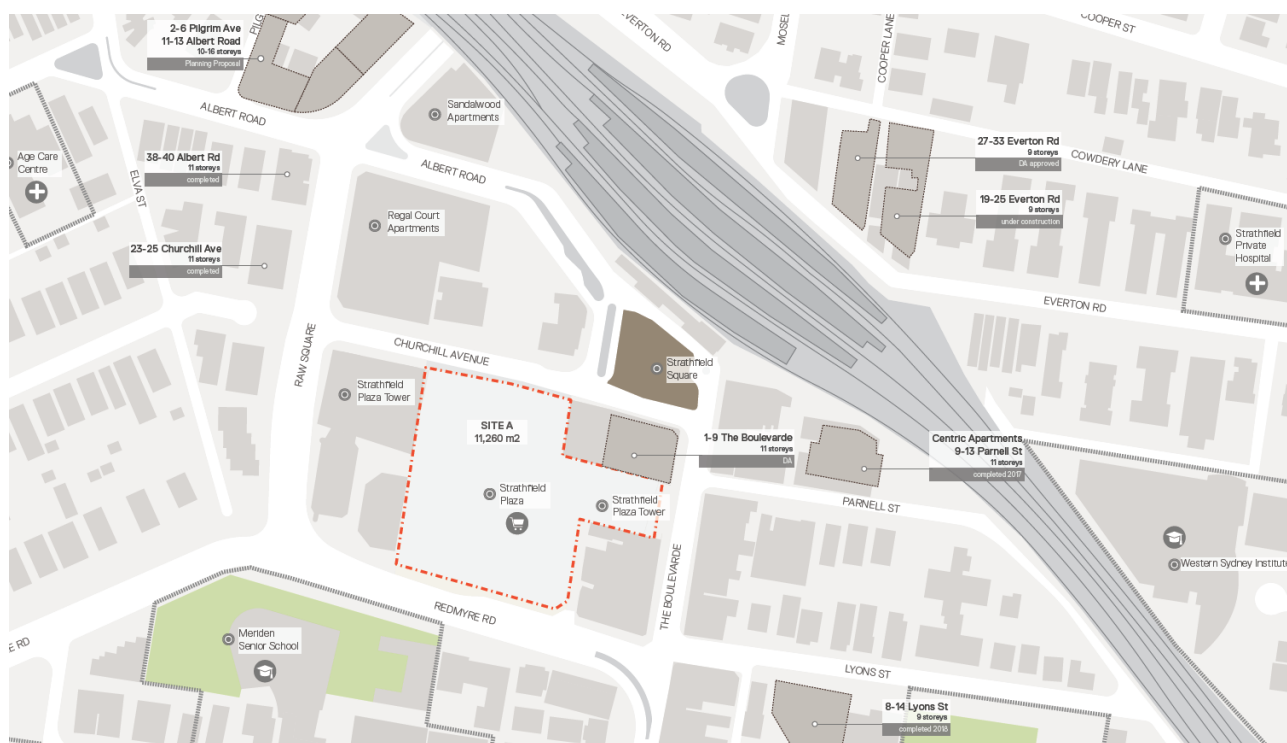 2-6 Pilgrim Ave
11-13 Albert Road
10-16 storeys
Planning Proposal
PILG
EVERTON RD
MOSEL
COOPER LANE
COOPER ST
ALBERT ROAD
Sandalwood
Apartments
38-40 Albert Rd
11 storeys
completed
27-33 Everton Rd
9 storeys
DA approved
COWDERY LANE
Age Care
Centre
ELVA ST
ALBERT ROAD
19-25 Everton Rd
9 storeys
under construction
Regal Court
Apartments
23-25 Churchill Ave
11 storeys
completed
Strathfield
Private
Hospital
EVERTON RD
RAW SQUARE
CHURCHILL AVENUE
Strathfield
Square
Strathfield
Plaza Tower
SITE A
11,260 m2
1-9 The Boulevarde
11 storeys
DA
Centric Apartments
9-13 Parnell St
11 storeys
completed 2017
Strathfield
Plaza
Strathfield
Plaza Tower
PARNELL ST
THE BOULEVARDE
Western Sydney Institute
REDMYRE RD
E RD
Meriden
Senior School
LYONS ST
8-14 Lyons St
9 storeys
completed 2018